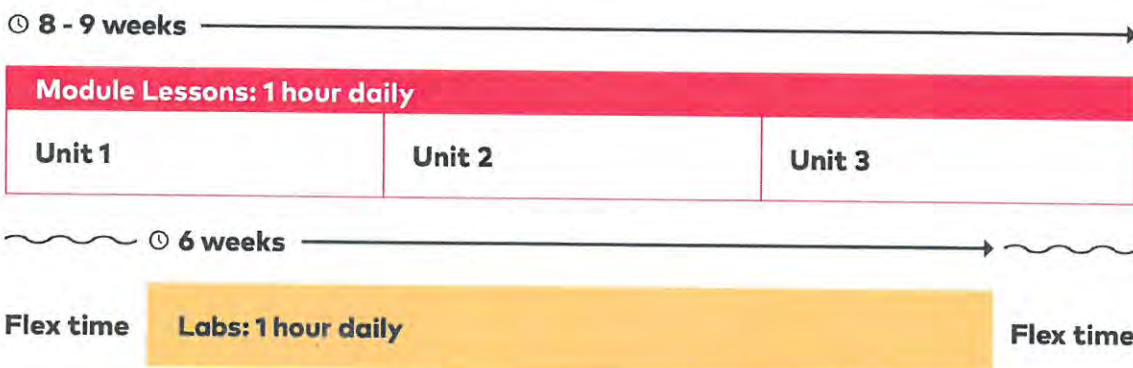 8 - 9 weeks
Module Lessons: 1 hour daily
Unit 1
Unit 2
Unit 3
6 weeks
Flex time
Labs: 1 hour daily
Flex time